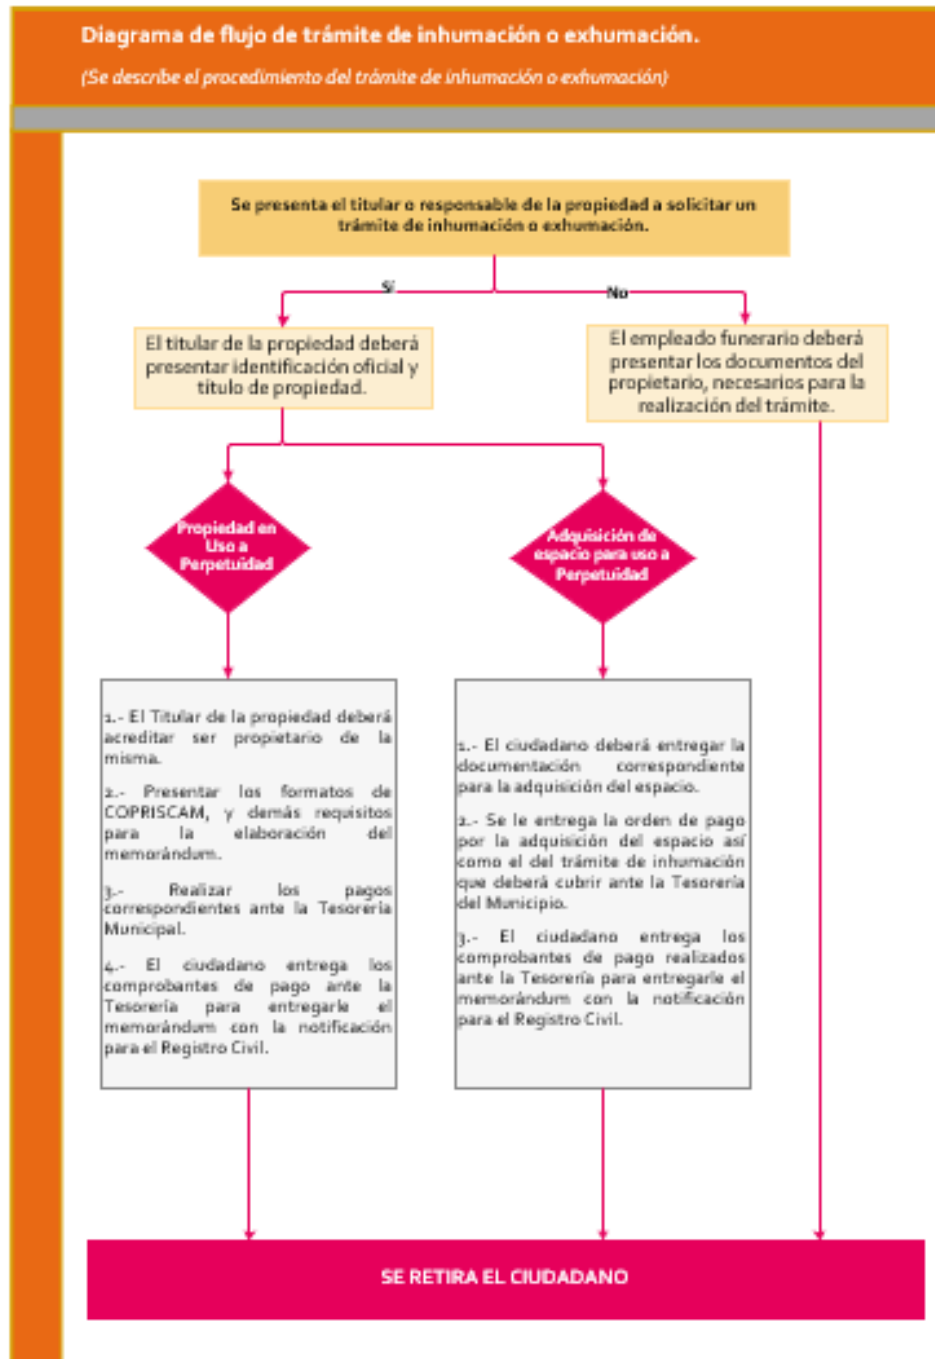 Diagrama de flujo de trámite de inhumación o exhumación.
(Se describe el procedimiento del trámite de inhumación o exhumación)
Se presenta el titular o responsable de la propiedad a solicitar un
trámite de inhumación o exhumación.
Sí
No
El titular de la propiedad deberá
presentar identificación oficial y
título de propiedad.
El empleado funerario deberá
presentar los documentos del
propietario, necesarios para la
realización del trámite.
Propiedad en
Uso a
Perpetuidad
Adquisición de
espacio para uso a
Perpetuidad
1.- El Titular de la propiedad deberá
acreditar ser propietario de la
misma.
2.- Presentar los formatos de
COPRISCAM, y demás requisitos
para la elaboración del
memorándum.
3.- Realizar los pagos
correspondientes ante la Tesorería
Municipal.
4.- El ciudadano entrega los
comprobantes de pago ante la
Tesorería para entregarle el
memorándum con la notificación
para el Registro Civil.
1.- El ciudadano deberá entregar la
documentación correspondiente
para la adquisición del espacio.
2.- Se le entrega la orden de pago
por la adquisición del espacio así
como el del trámite de inhumación
que deberá cubrir ante la Tesorería
del Municipio.
3.- El ciudadano entrega los
comprobantes de pago realizados
ante la Tesorería para entregarle el
memorándum con la notificación
para el Registro Civil.
SE RETIRA EL CIUDADANO